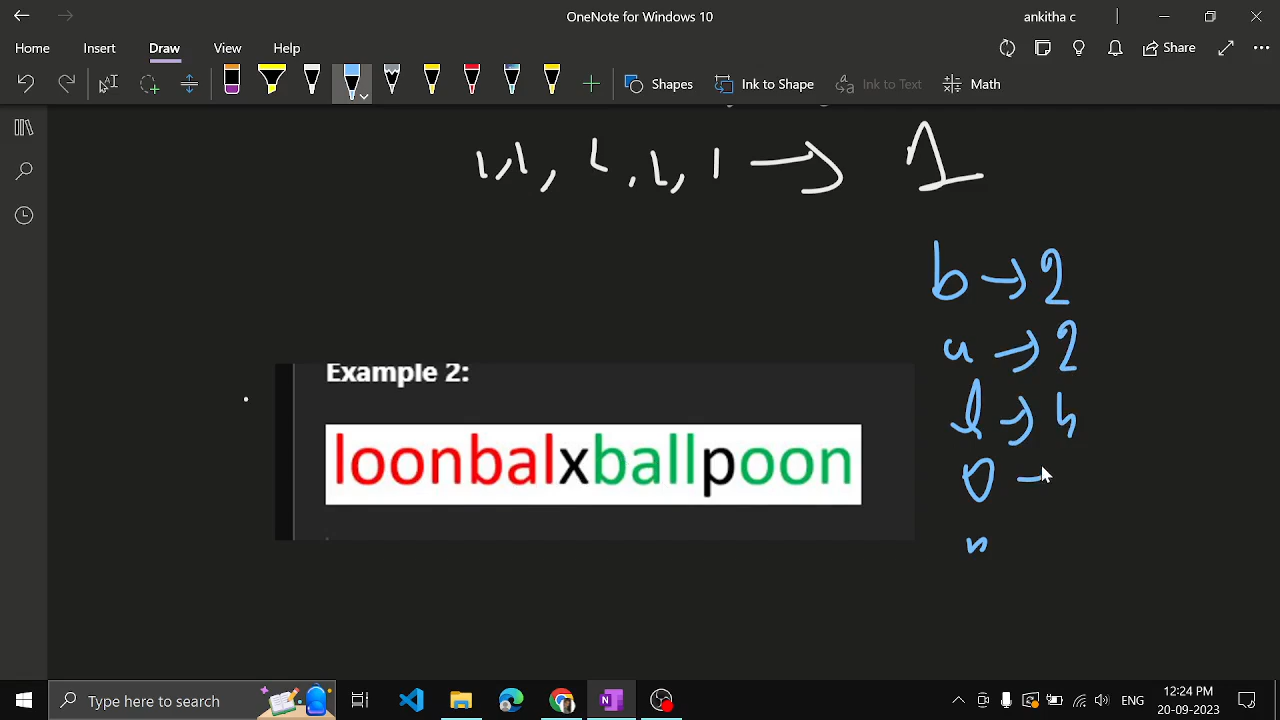 OneNote for Windows 10
ankitha c
Home Insert Draw View Help
Share
Shapes Ink to Shape Ink to Text Math
1,1, 1, 1, 1 → 1
b → 2
a → 2
l → 4
o -
n
Example 2:
loonbalxballpoon
Type here to search
ENG
12:24 PM
20-09-2023